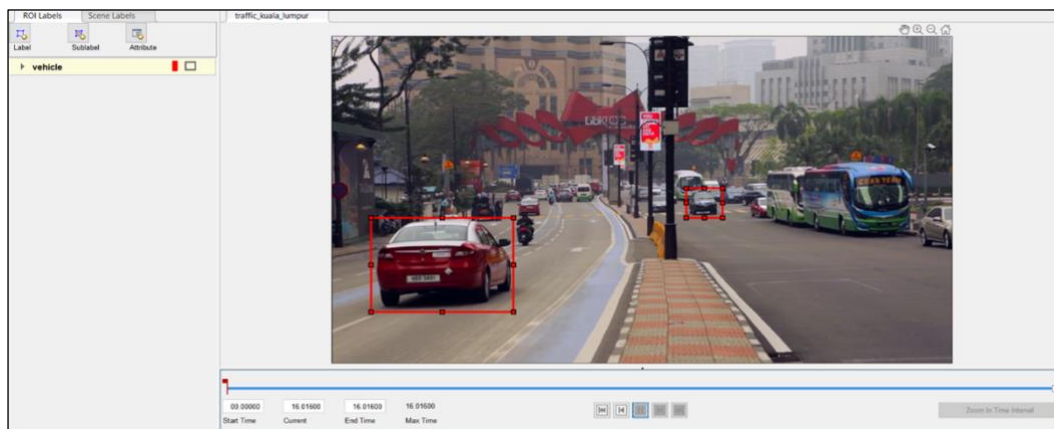 ROI Labels
Scene Labels
traffic_kuala_lumpur
Label
Sublabel
Attribute
vehicle
00.00000
16.01600
16.01600
16.01600
Start Time
Current
End Time
Max Time
Zoom In Time Interval